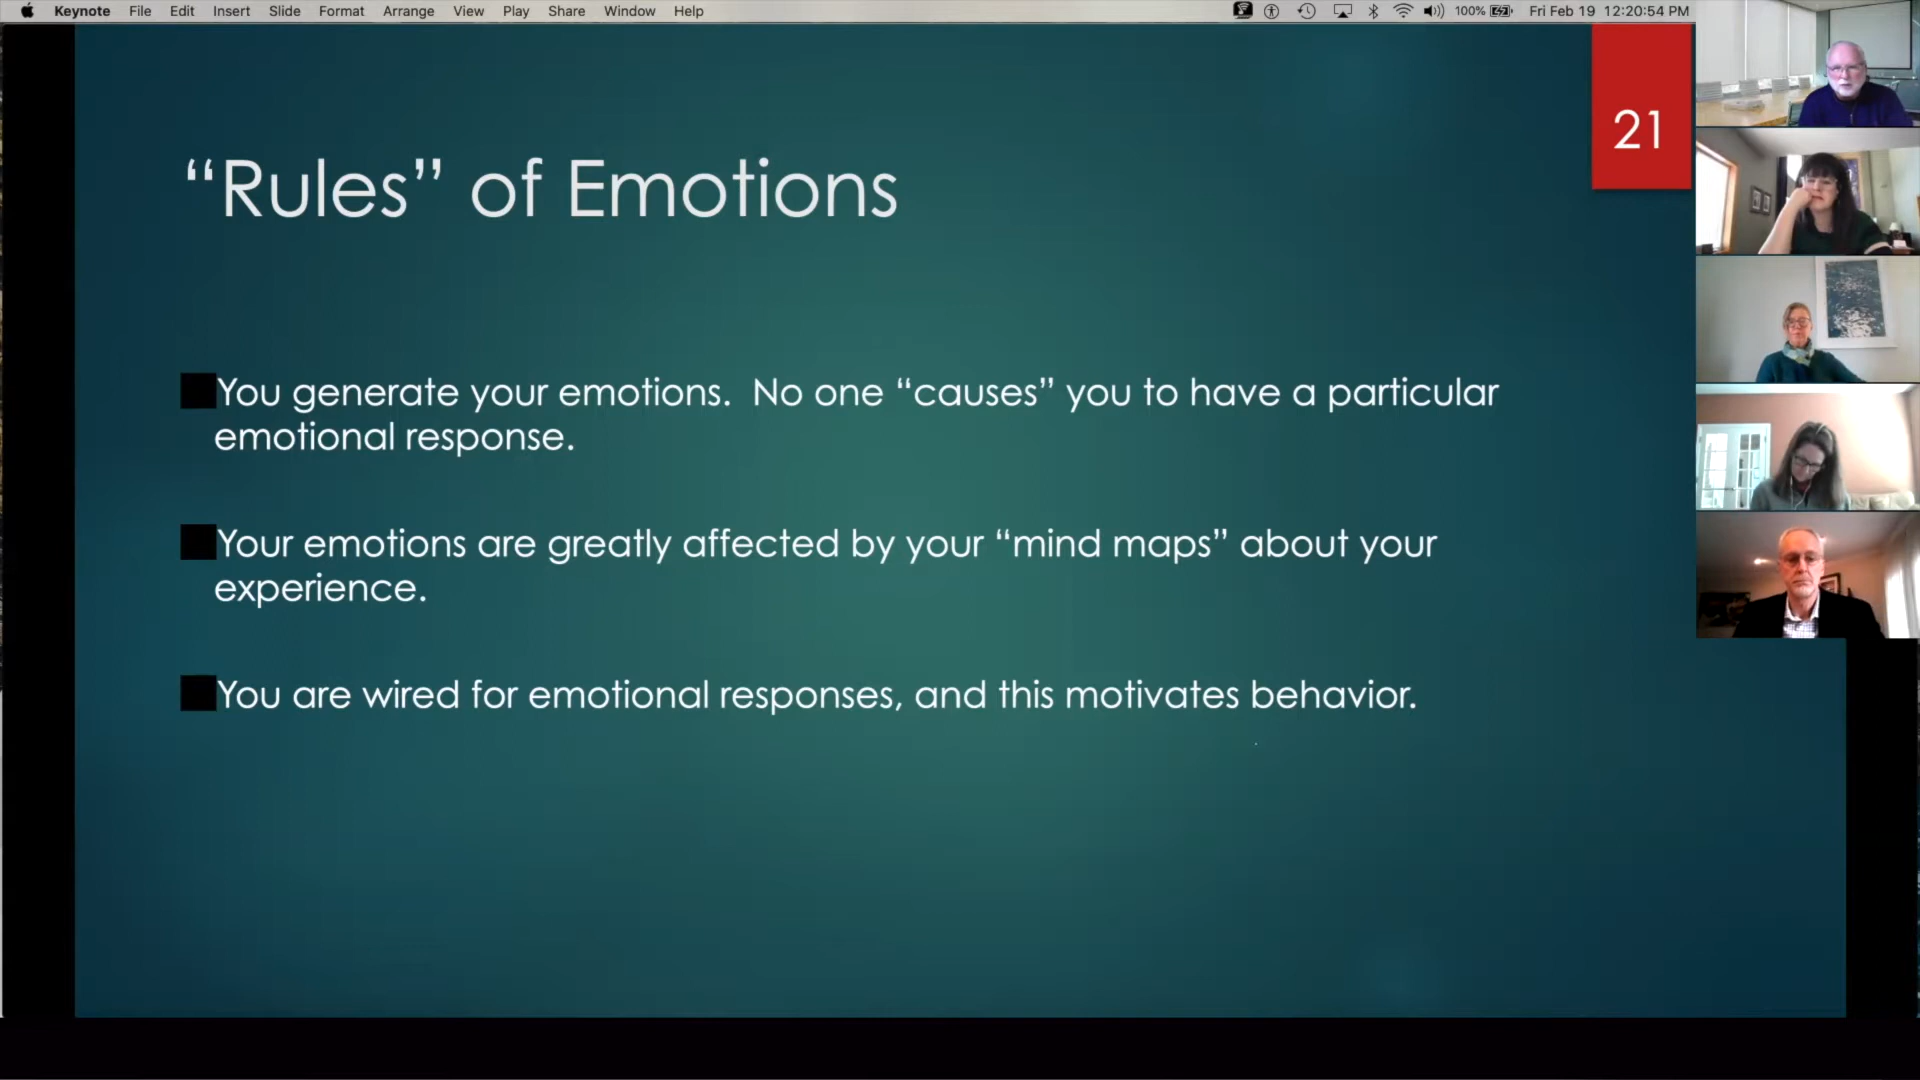 Keynote File Edit Insert Slide Format Arrange View Play Share Window Help 100% Fri Feb 19 12:20:54 PM
21
“Rules” of Emotions
You generate your emotions. No one “causes” you to have a particular
emotional response.
Your emotions are greatly affected by your “mind maps” about your
experience.
You are wired for emotional responses, and this motivates behavior.